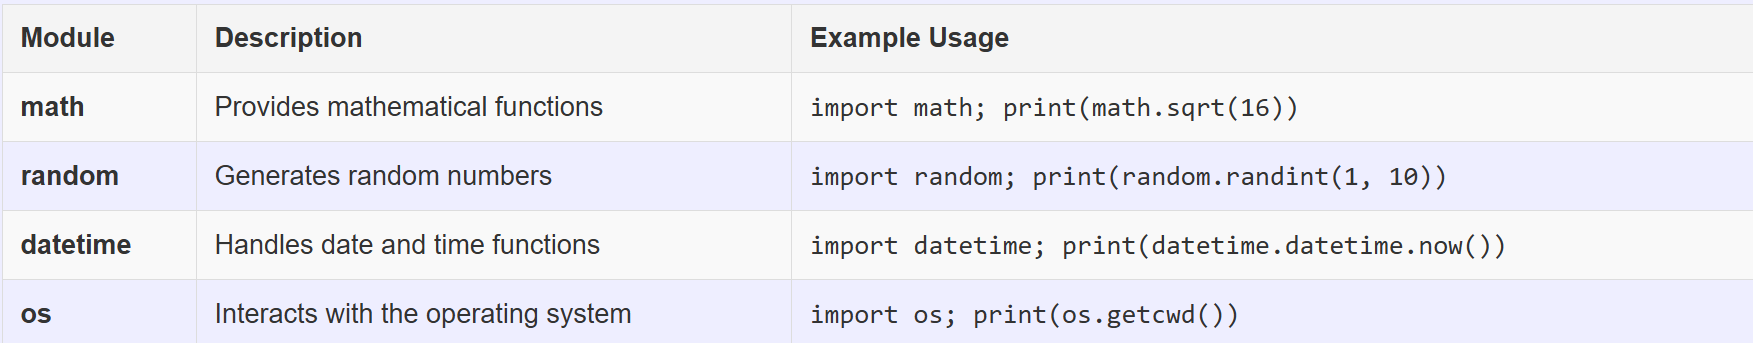 Module Description Example Usage
math Provides mathematical functions import math; print(math.sqrt(16))
random Generates random numbers import random; print(random.randint(1, 10))
datetime Handles date and time functions import datetime; print(datetime.datetime.now())
os Interacts with the operating system import os; print(os.getcwd())